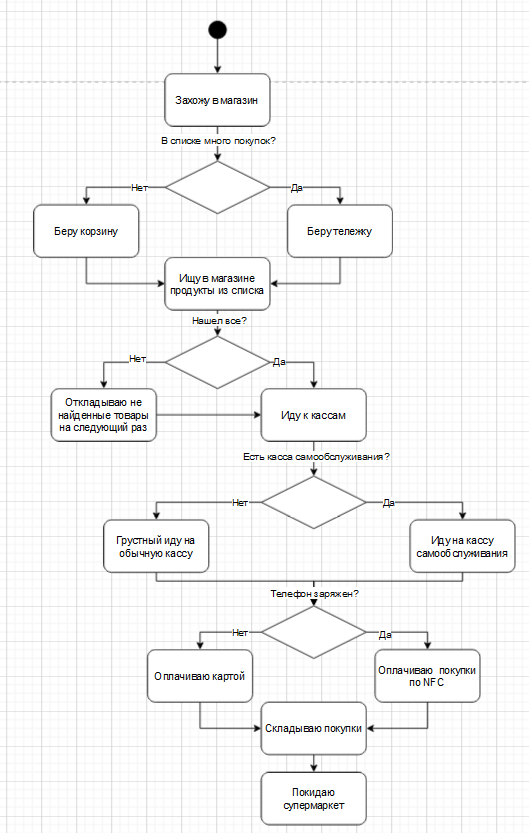 Захожу в магазин
В списке много покупок?
Нет
Да
Беру корзину
Беру тележку
Ищу в магазине
продукты из списка
Нашел все?
Нет
Да
Откладываю не
найденные товары
на следующий раз
Иду к кассам
Есть касса самообслуживания?
Нет
Да
Грустный иду на
обычную кассу
Иду на кассу
самообслуживания
Телефон заряжен?
Нет
Да
Оплачиваю картой
Оплачиваю покупки
по NFC
Складываю покупки
Покидаю
супермаркет